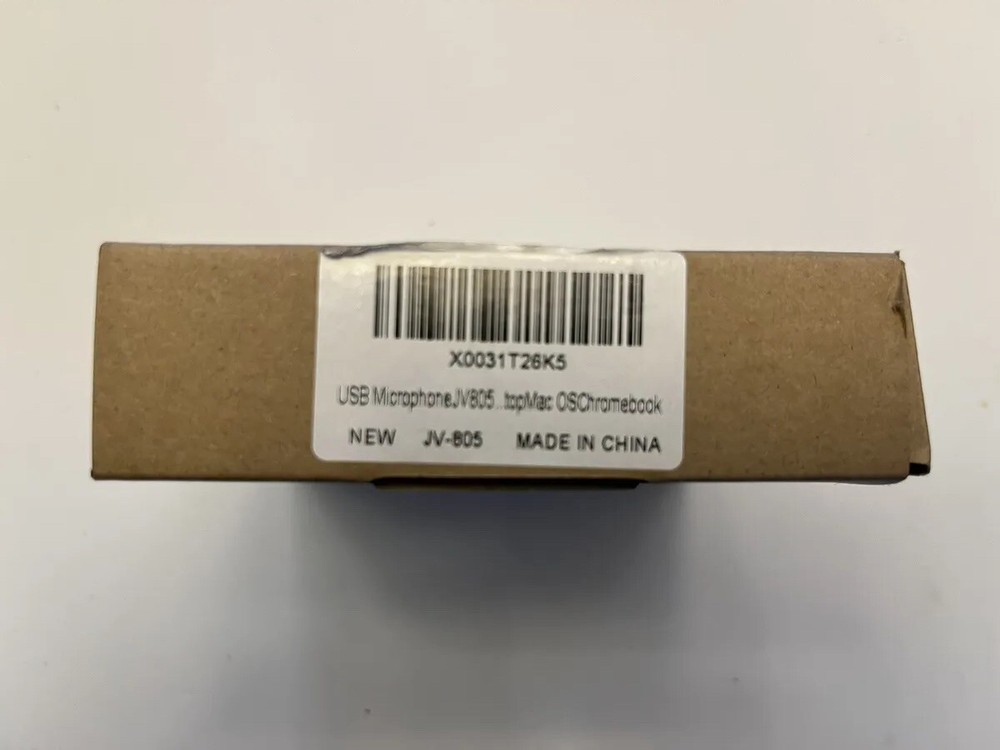 X0031T26K5
USB MicrophoneJV805...topMac OSChromebook
NEW JV-805 MADE IN CHINA